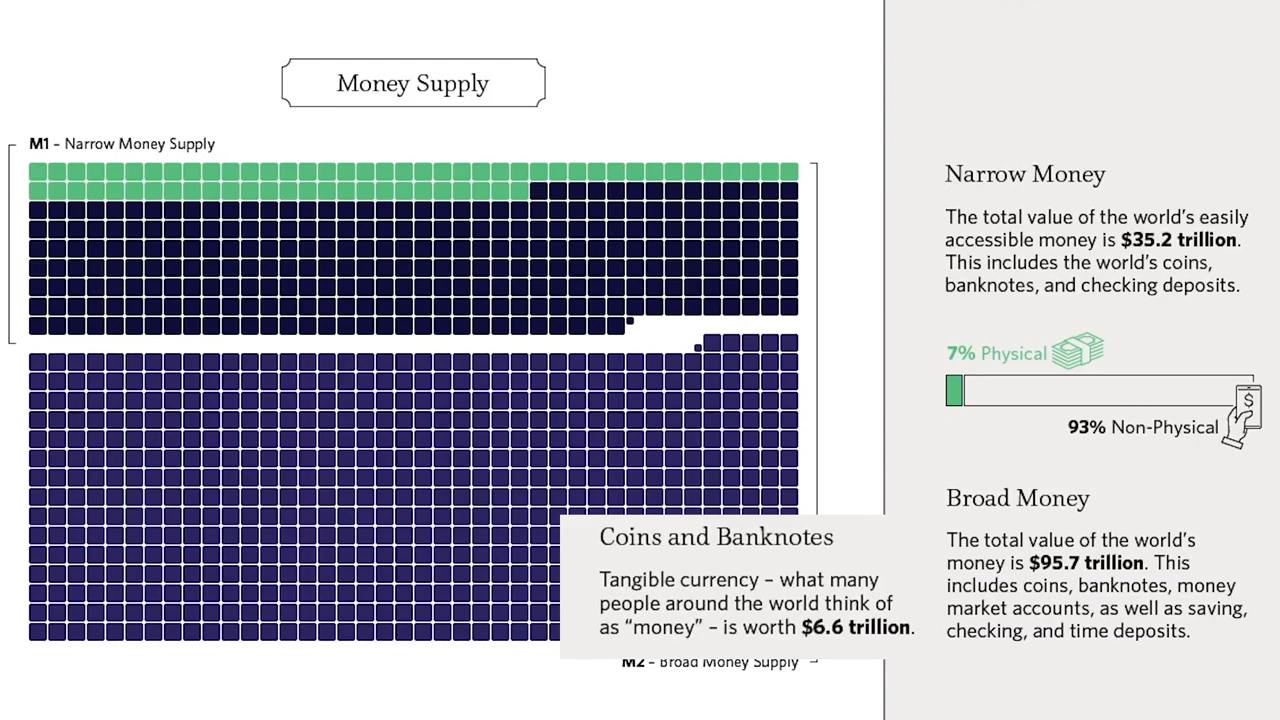 Money Supply
M1 – Narrow Money Supply
Narrow Money
The total value of the world's easily
accessible money is $35.2 trillion.
This includes the world's coins,
banknotes, and checking deposits.
7% Physical
$
93% Non-Physical
Broad Money
The total value of the world's
money is $95.7 trillion. This
includes coins, banknotes, money
market accounts, as well as saving,
checking, and time deposits.
Coins and Banknotes
Tangible currency – what many
people around the world think of
as “money” – is worth $6.6 trillion.
M2 – Broad Money Supply